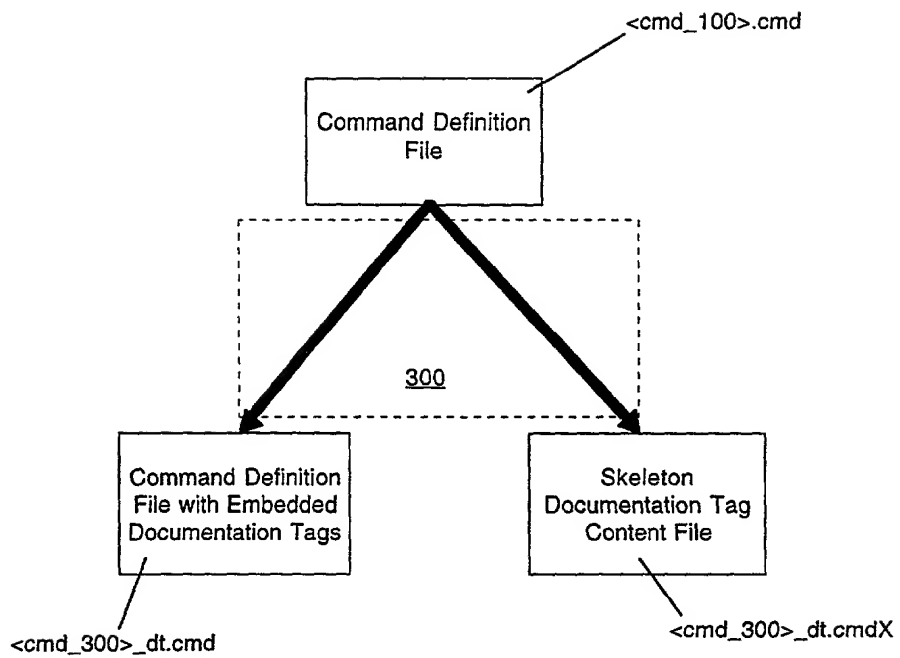 <cmd_100>.cmd
Command Definition
File
300
Command Definition
File with Embedded
Documentation Tags
Skeleton
Documentation Tag
Content File
<cmd_300>_dt.cmd
<cmd_300>_dt.cmdX